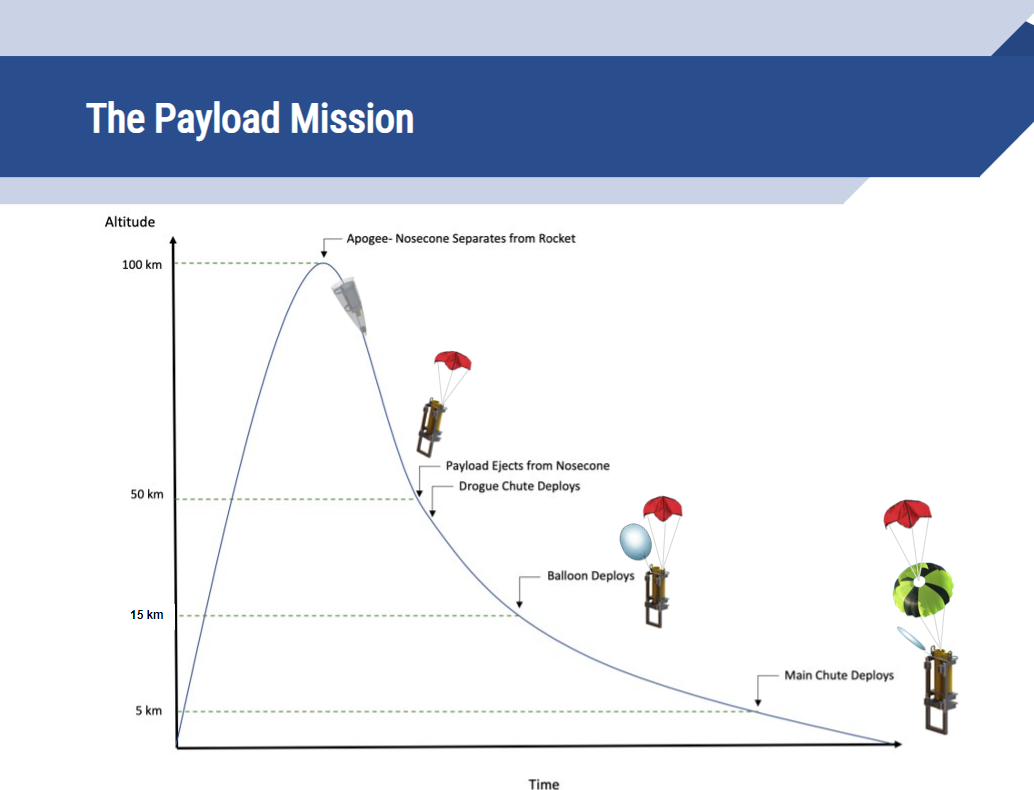 The Payload Mission
Altitude
Apogee- Nosecone Separates from Rocket
100 km
Payload Ejects from Nosecone
Drogue Chute Deploys
50 km
Balloon Deploys
15 km
Main Chute Deploys
5 km
Time